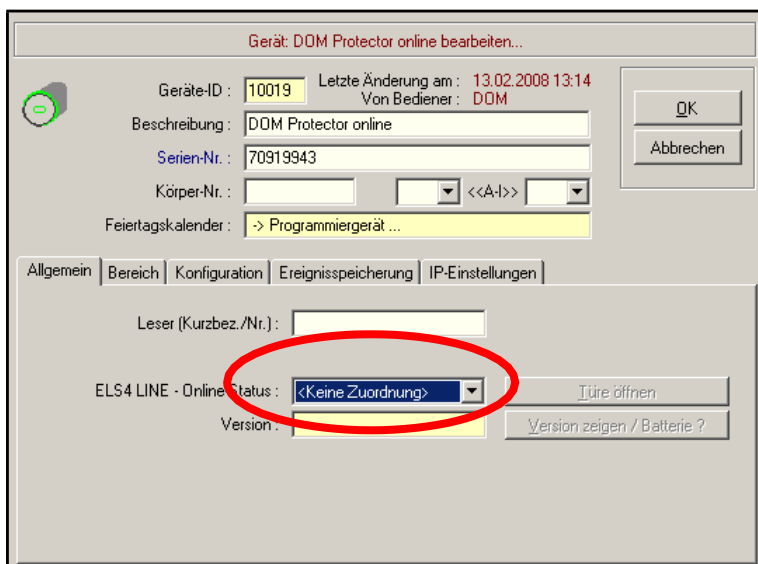 Gerät: DOM Protector online bearbeiten...
Geräte-ID : 10019 Letzte Änderung am : 13.02.2008 13:14
Von Bediener : DOM
OK
Beschreibung : DOM Protector online
Abbrechen
Serien-Nr. : 70919943
Körper-Nr. : <<A-I>>
Feiertagskalender : -> Programmiergerät ...
Allgemein Bereich Konfiguration Ereignisspeicherung IP-Einstellungen
Leser (Kurzbez./Nr.) :
ELS4 LINE - Online Status : <Keine Zuordnung> Türe öffnen
Version : Version zeigen / Batterie ?